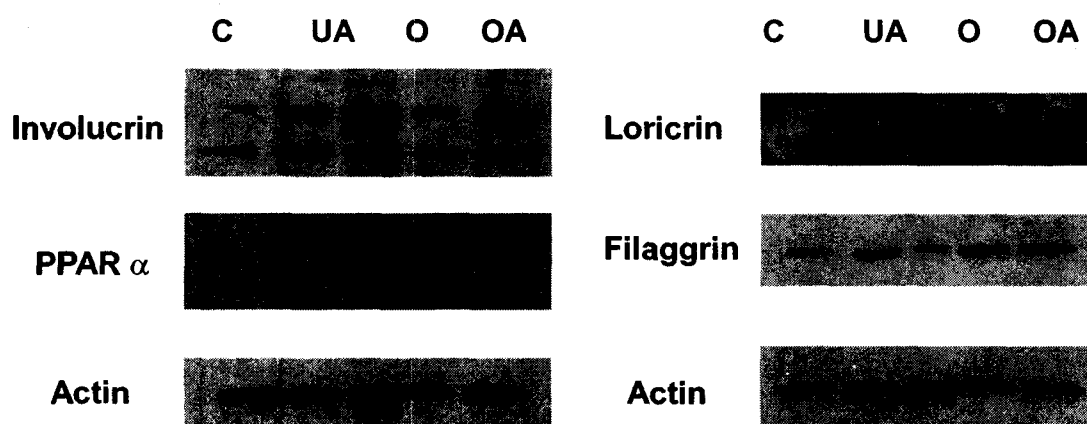 C UA O OA
Involucrin
PPAR α
Actin
C UA O OA
Loricrin
Filaggrin
Actin